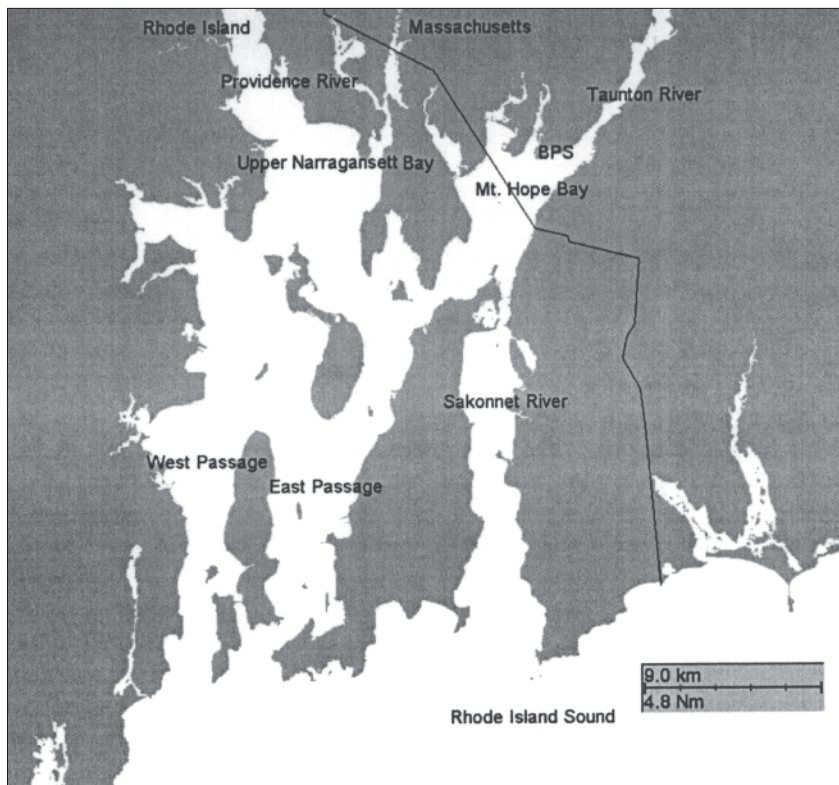 Rhode Island
Massachusetts
Providence River
Taunton River
Upper Narragansett Bay
BPS
Mt. Hope Bay
Sakonnet River
West Passage
East Passage
9.0 km
4.8 Nm
Rhode Island Sound